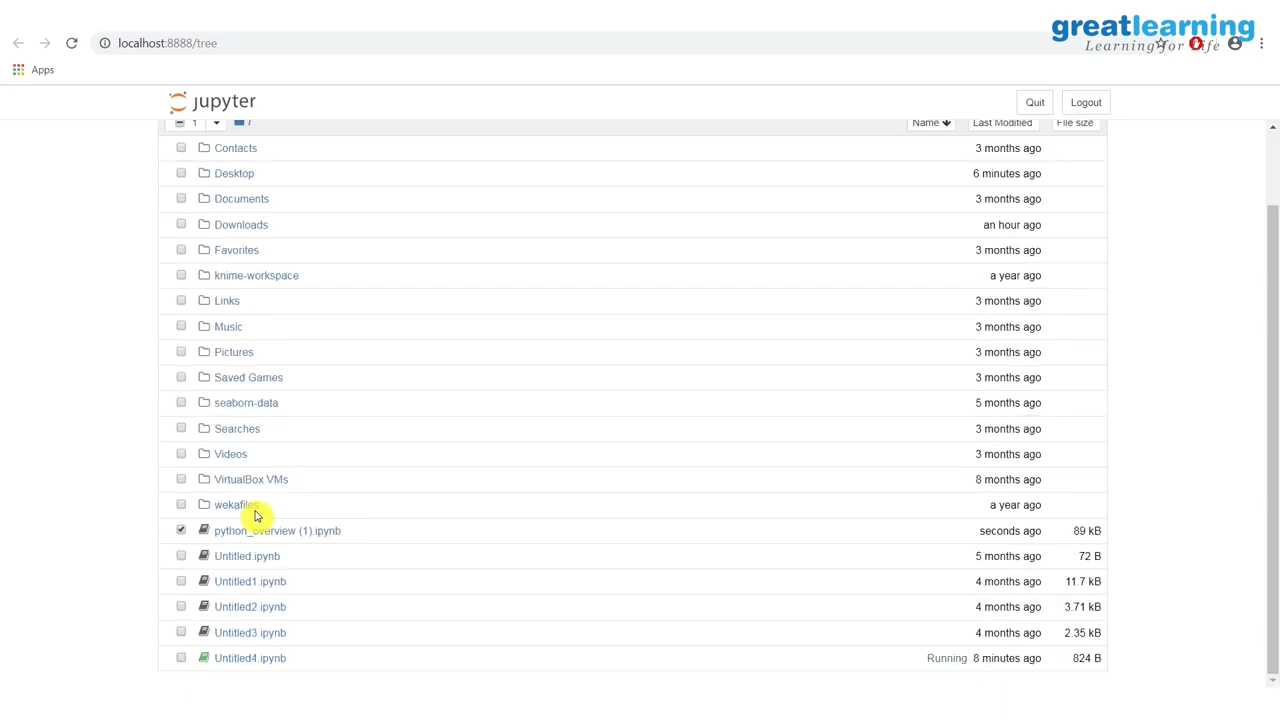 greatlearning
Learning for Life
localhost:8888/tree
Apps
jupyter
Quit
Logout
1
/
Name
Last Modified
File size
Contacts 3 months ago
Desktop 6 minutes ago
Documents 3 months ago
Downloads an hour ago
Favorites 3 months ago
knime-workspace a year ago
Links 3 months ago
Music 3 months ago
Pictures 3 months ago
Saved Games 3 months ago
seaborn-data 5 months ago
Searches 3 months ago
Videos 3 months ago
VirtualBox VMs 8 months ago
wekafiles a year ago
python_overview (1).ipynb seconds ago 89 kB
Untitled.ipynb 5 months ago 72 B
Untitled1.ipynb 4 months ago 11.7 kB
Untitled2.ipynb 4 months ago 3.71 kB
Untitled3.ipynb 4 months ago 2.35 kB
Untitled4.ipynb Running 8 minutes ago 824 B